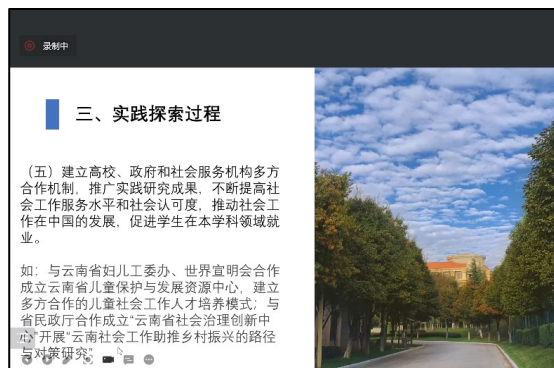 录制中
三、实践探索过程
（五）建立高校、政府和社会服务机构多方
合作机制，推广实践研究成果，不断提高社
会工作服务水平和社会认可度，推动社会工
作在中国的发展，促进学生在本学科领域就
业。
如：与云南省妇儿工委办、世界宣明会合作
成立云南省儿童保护与发展资源中心，建立
多方合作的儿童社会工作人才培养模式；与
省民政厅合作成立“云南省社会治理创新中
心”开展“云南社会工作助推乡村振兴的路径
与对策研究”